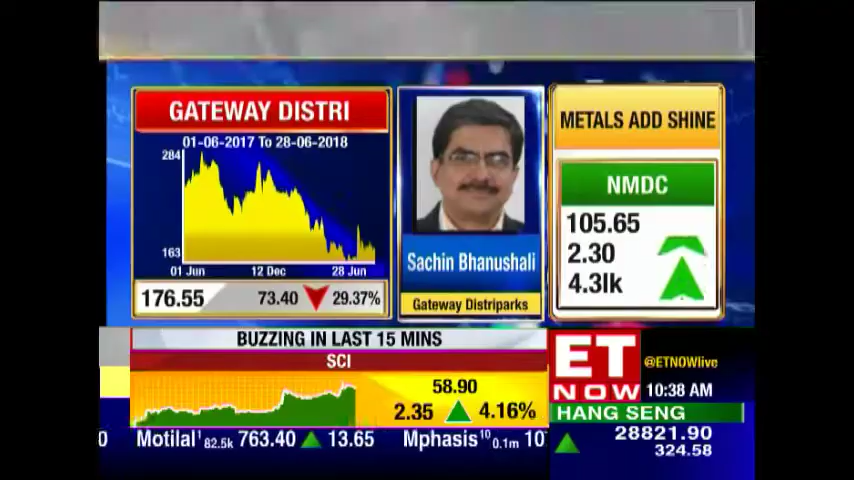 GATEWAY DISTRI
01-06-2017 To 28-06-2018
284
163
01 Jun 12 Dec 28 Jun
176.55 73.40 29.37%
Sachin Bhanushali
Gateway Distriparks
METALS ADD SHINE
NMDC
105.65
2.30
4.3lk
BUZZING IN LAST 15 MINS
SCI
58.90
2.35 4.16%
ET
NOW
@ETNOWlive
10:38 AM
HANG SENG
28821.90
324.58
0 Motilal 82.5k 763.40 13.65 Mphasis 0.1m 10